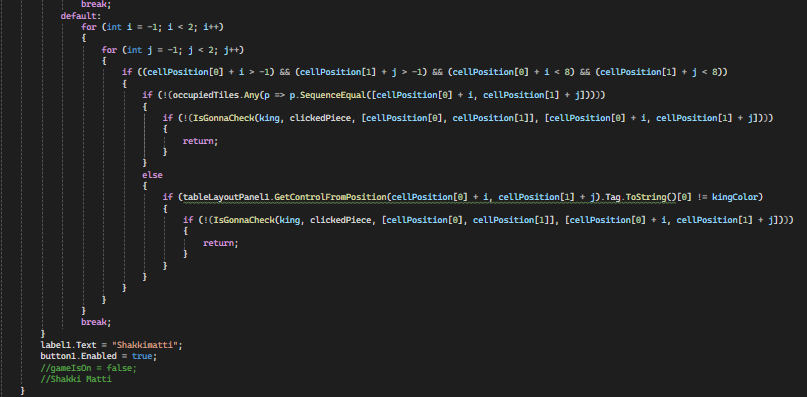 break;
default:
for (int i = -1; i < 2; i++)
{
for (int j = -1; j < 2; j++)
{
if ((cellPosition[0] + i > -1) && (cellPosition[1] + j > -1) && (cellPosition[0] + i < 8) && (cellPosition[1] + j < 8))
{
if (!(occupiedTiles.Any(p => p.SequenceEqual([cellPosition[0] + i, cellPosition[1] + j]))))
{
if (!(IsGonnaCheck(king, clickedPiece, [cellPosition[0], cellPosition[1]], [cellPosition[0] + i, cellPosition[1] + j])))
{
return;
}
}
else
{
if (tableLayoutPanel1.GetControlFromPosition(cellPosition[0] + i, cellPosition[1] + j).Tag.ToString()[0] != kingColor)
{
if (!(IsGonnaCheck(king, clickedPiece, [cellPosition[0], cellPosition[1]], [cellPosition[0] + i, cellPosition[1] + j])))
{
return;
}
}
}
}
}
}
break;
}
label1.Text = "Shakkimatti";
button1.Enabled = true;
//gameIsOn = false;
//Shakki Matti
}